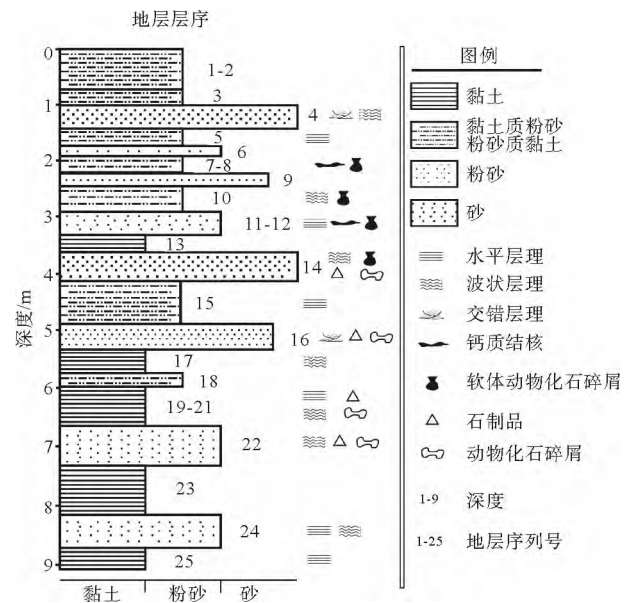 地层层序
0
1
2
3
4
5
6
7
8
9
深度/m
1-2
3
4
5
6
7-8
9
10
11-12
13
14
15
16
17
18
19-21
22
23
24
25
黏土 粉砂 砂
图例
黏土
黏土质粉砂
粉砂质黏土
粉砂
砂
水平层理
波状层理
交错层理
钙质结核
软体动物化石碎屑
石制品
动物化石碎屑
1-9 深度
1-25 地层序列号